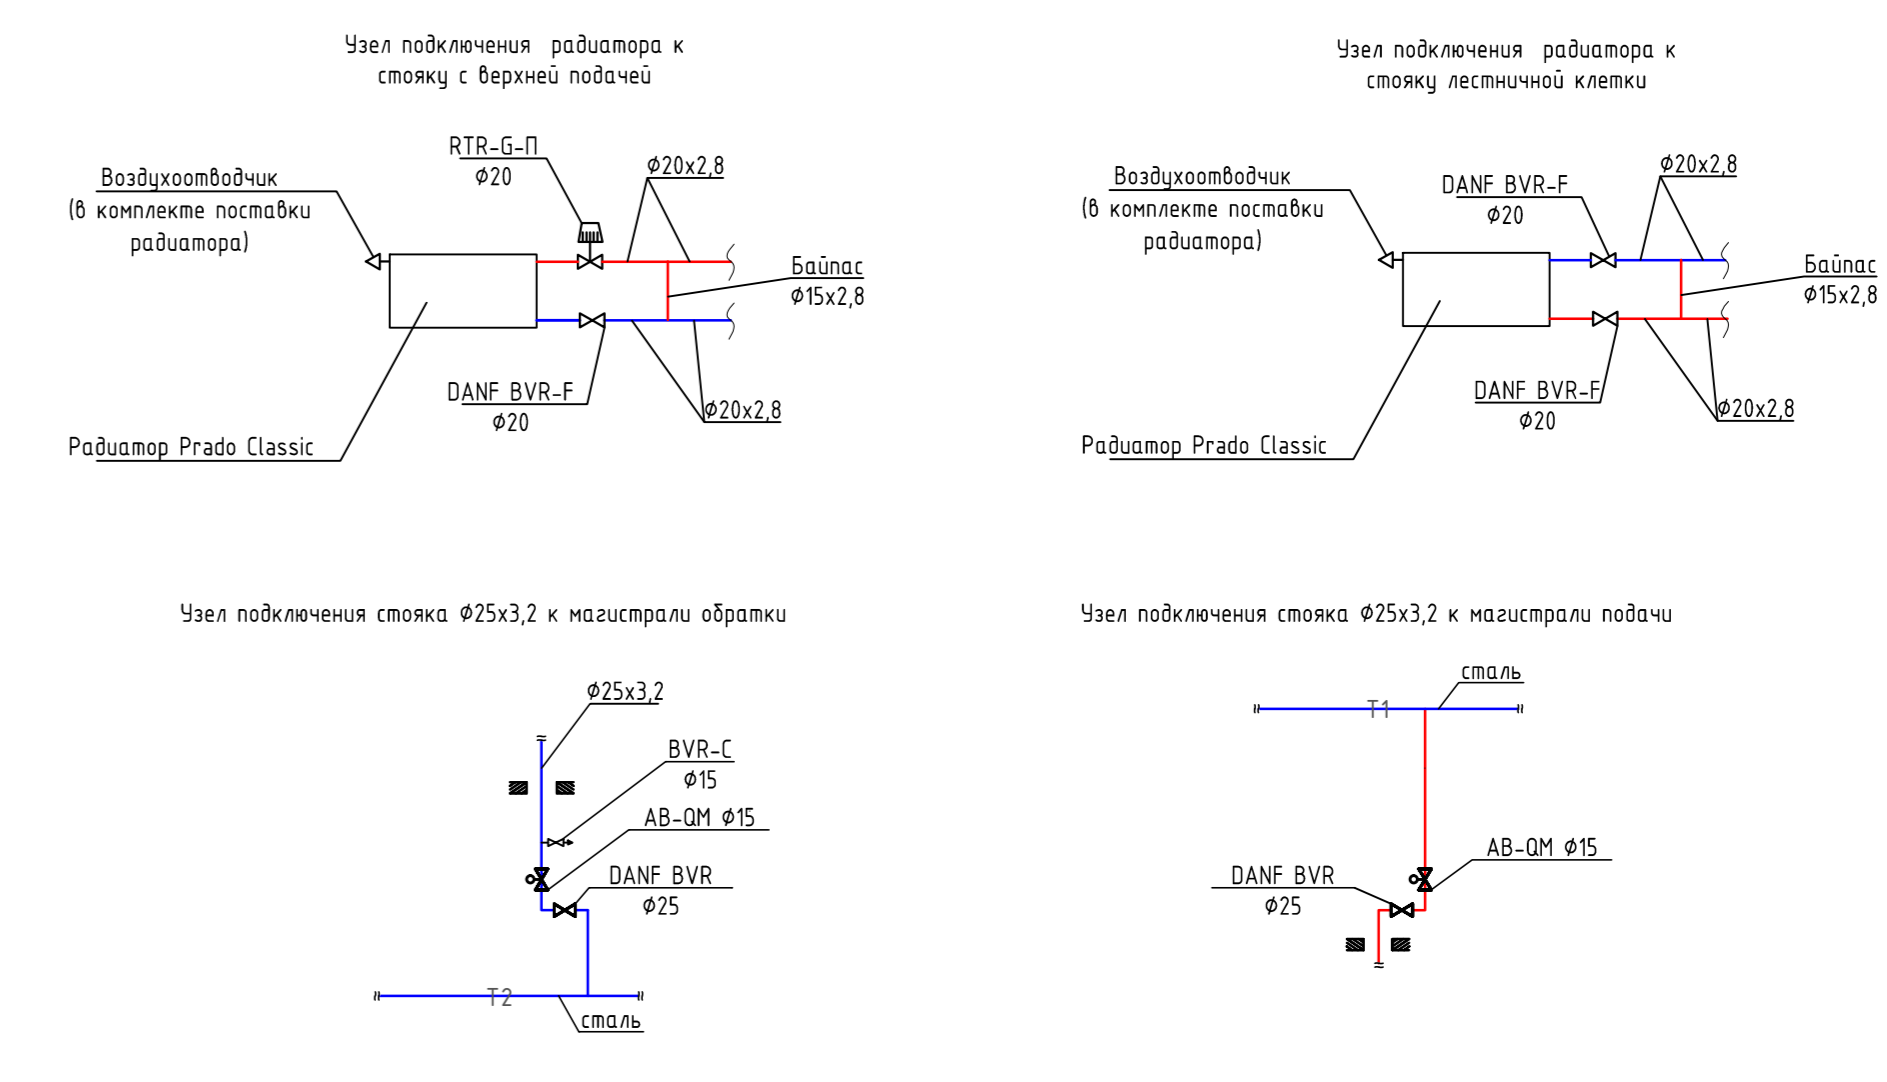 Узел подключения радиатора к
стояку с верхней подачей
RTR-G-П
Ф20
Ф20х2,8
Воздухоотводчик
(в комплекте поставки
радиатора)
Байпас
Ф15х2,8
DANF BVR-F
Ф20
Ф20х2,8
Радиатор Prado Classic
Узел подключения радиатора к
стояку лестничной клетки
Ф20х2,8
DANF BVR-F
Ф20
Воздухоотводчик
(в комплекте поставки
радиатора)
Байпас
Ф15х2,8
DANF BVR-F
Ф20
Ф20х2,8
Радиатор Prado Classic
Узел подключения стояка Ф25х3,2 к магистрали обратки
Ф25х3,2
BVR-C
Ф15
AB-QM Ф15
DANF BVR
Ф25
T2
сталь
Узел подключения стояка Ф25х3,2 к магистрали подачи
сталь
T1
AB-QM Ф15
DANF BVR
Ф25